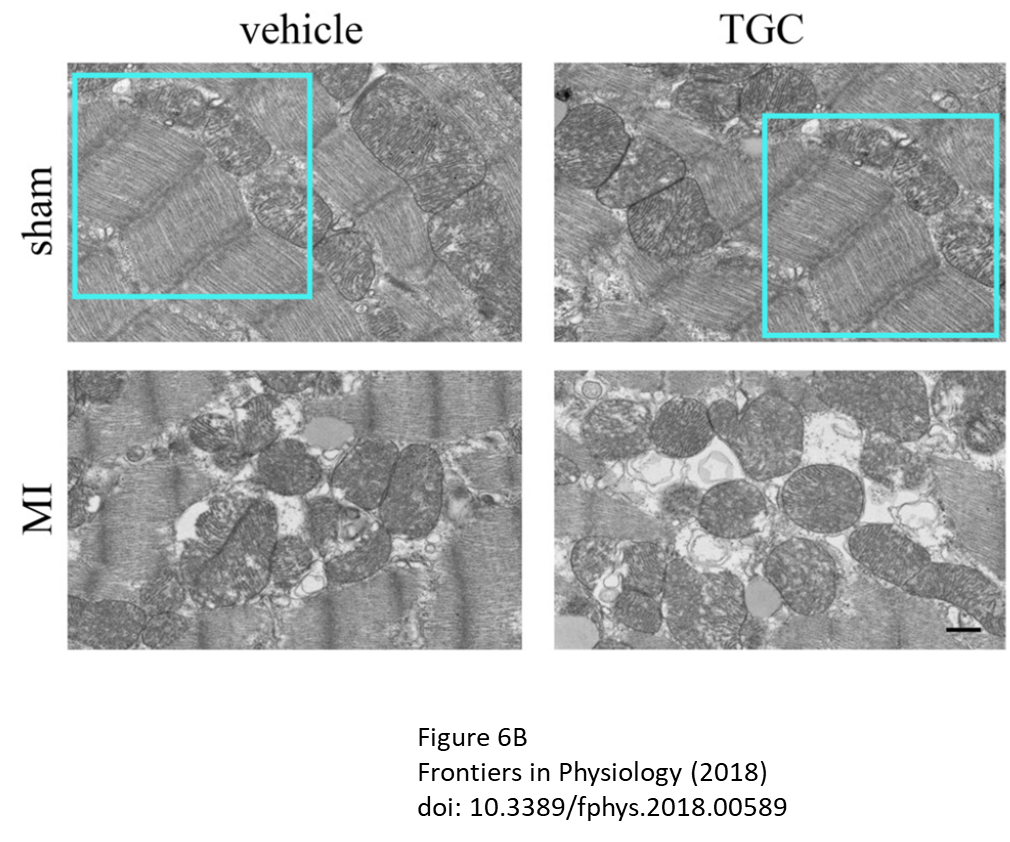 vehicle
TGC
sham
MI
Figure 6B
Frontiers in Physiology (2018)
doi: 10.3389/fphys.2018.00589